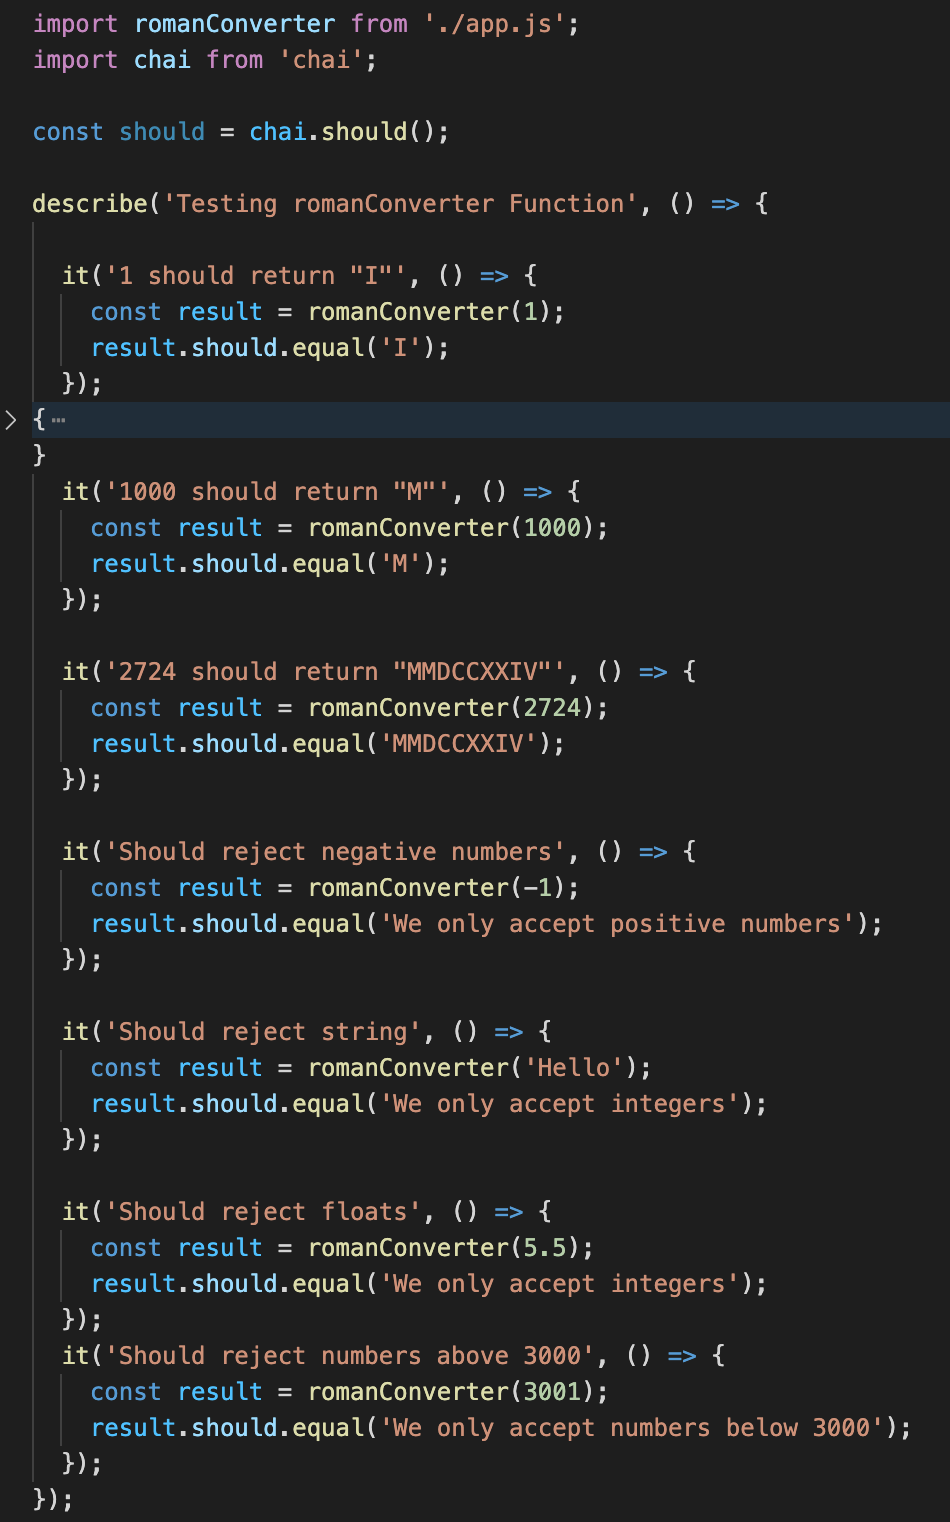 import romanConverter from './app.js';
import chai from 'chai';
const should = chai.should();
describe('Testing romanConverter Function', () => {
it('1 should return "I"', () => {
const result = romanConverter(1);
result.should.equal('I');
});
{ ⋯
}
it('1000 should return "M"', () => {
const result = romanConverter(1000);
result.should.equal('M');
});
it('2724 should return "MMDCCXXIV"', () => {
const result = romanConverter(2724);
result.should.equal('MMDCCXXIV');
});
it('Should reject negative numbers', () => {
const result = romanConverter(-1);
result.should.equal('We only accept positive numbers');
});
it('Should reject string', () => {
const result = romanConverter('Hello');
result.should.equal('We only accept integers');
});
it('Should reject floats', () => {
const result = romanConverter(5.5);
result.should.equal('We only accept integers');
});
it('Should reject numbers above 3000', () => {
const result = romanConverter(3001);
result.should.equal('We only accept numbers below 3000');
});
});